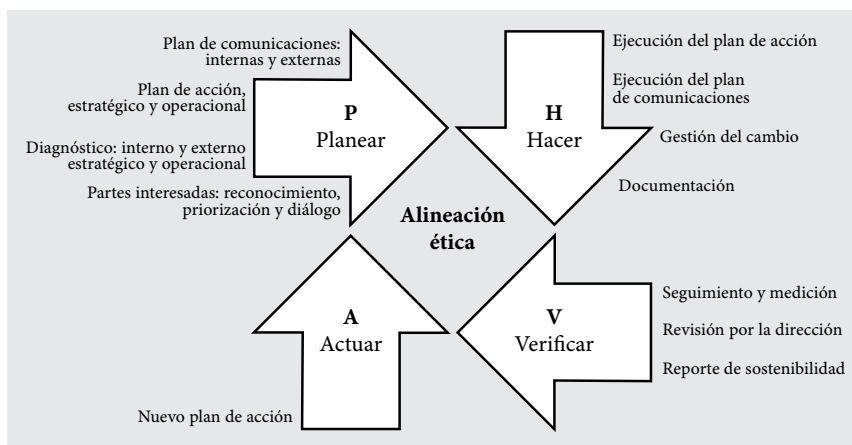 Plan de comunicaciones:
internas y externas
Plan de acción,
estratégico y operacional
Diagnóstico: interno y externo
estratégico y operacional
Partes interesadas: reconocimiento,
priorización y diálogo
P
Planear
H
Hacer
Ejecución del plan de acción
Ejecución del plan
de comunicaciones
Gestión del cambio
Documentación
Alineación
ética
A
Actuar
Nuevo plan de acción
V
Verificar
Seguimiento y medición
Revisión por la dirección
Reporte de sostenibilidad